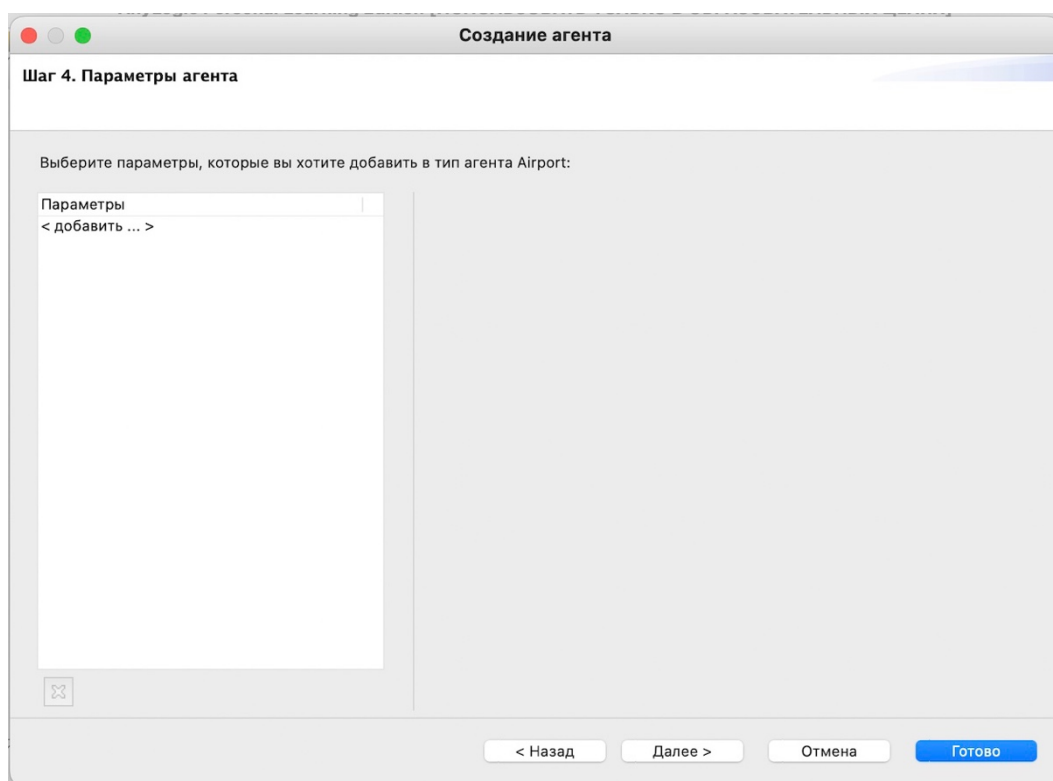 Создание агента
Шаг 4. Параметры агента
Выберите параметры, которые вы хотите добавить в тип агента Airport:
Параметры
< добавить ... >
< Назад
Далее >
Отмена
Готово